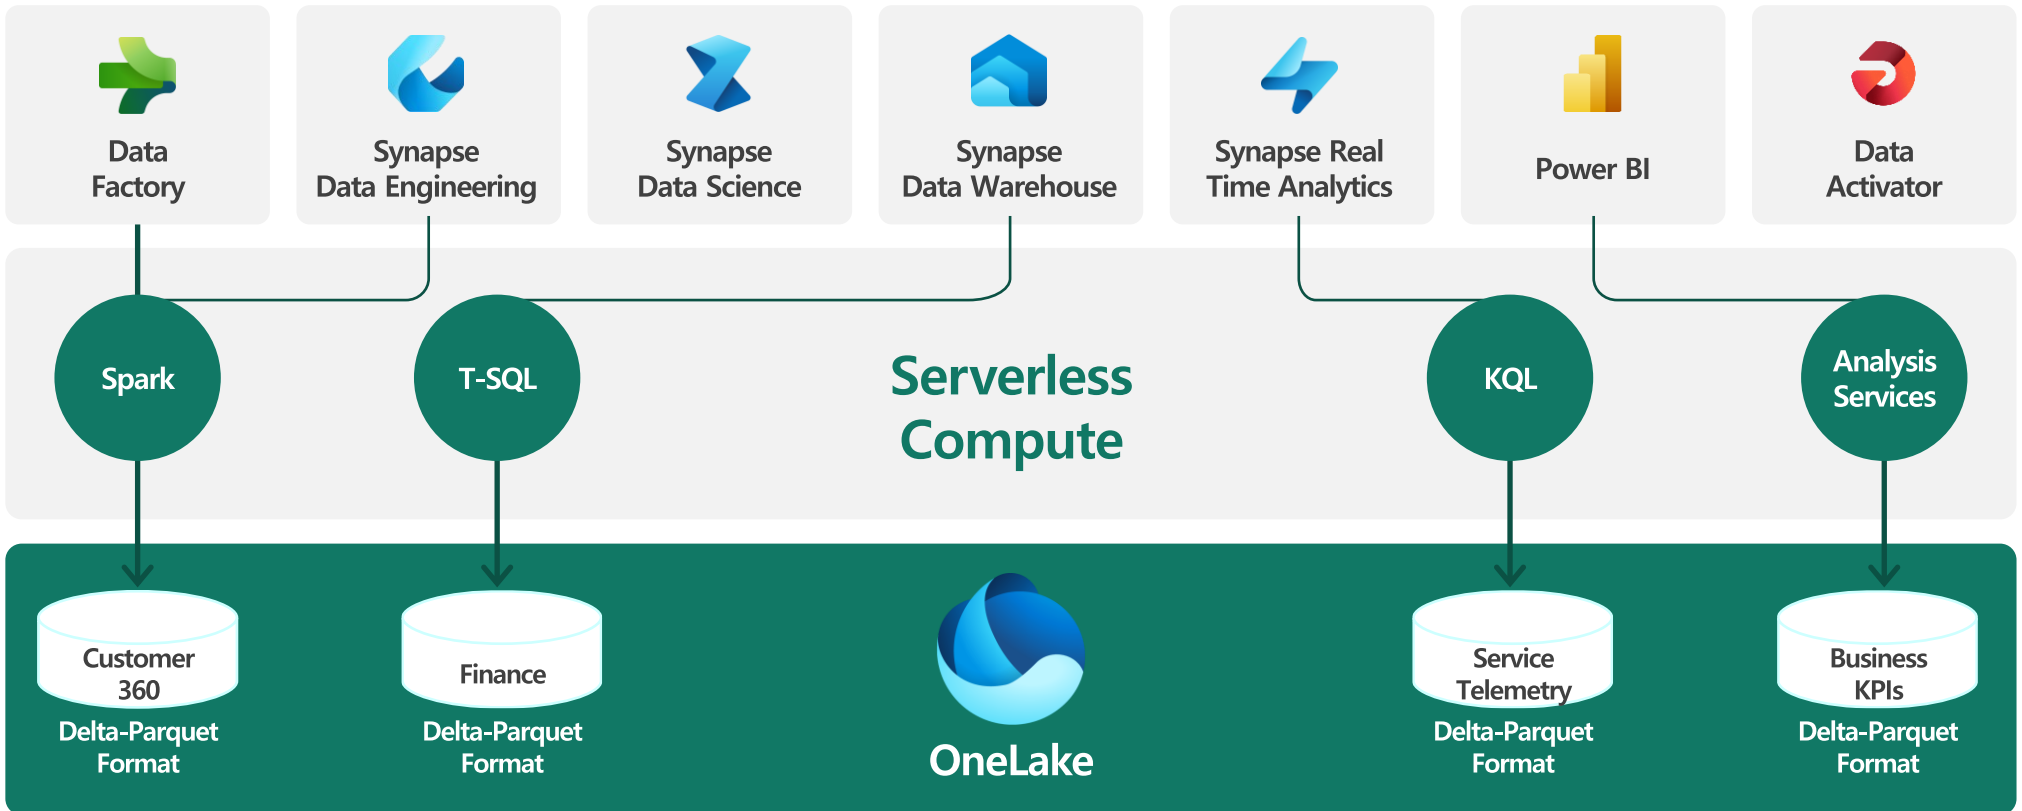 Data
Factory
Synapse
Data Engineering
Synapse
Data Science
Synapse
Data Warehouse
Synapse Real
Time Analytics
Power BI
Data
Activator
Spark
T-SQL
Serverless
Compute
KQL
Analysis
Services
Customer
360
Delta-Parquet
Format
Finance
Delta-Parquet
Format
OneLake
Service
Telemetry
Delta-Parquet
Format
Business
KPIs
Delta-Parquet
Format